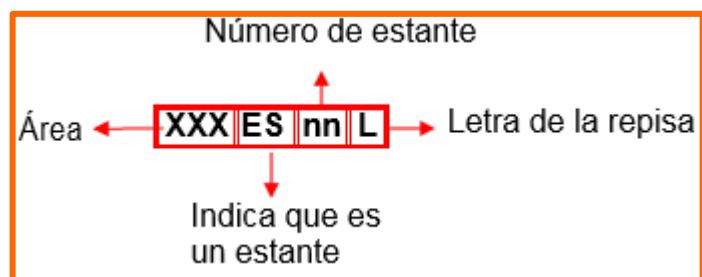 Número de estante
Área XXX ES nn L Letra de la repisa
Indica que es
un estante